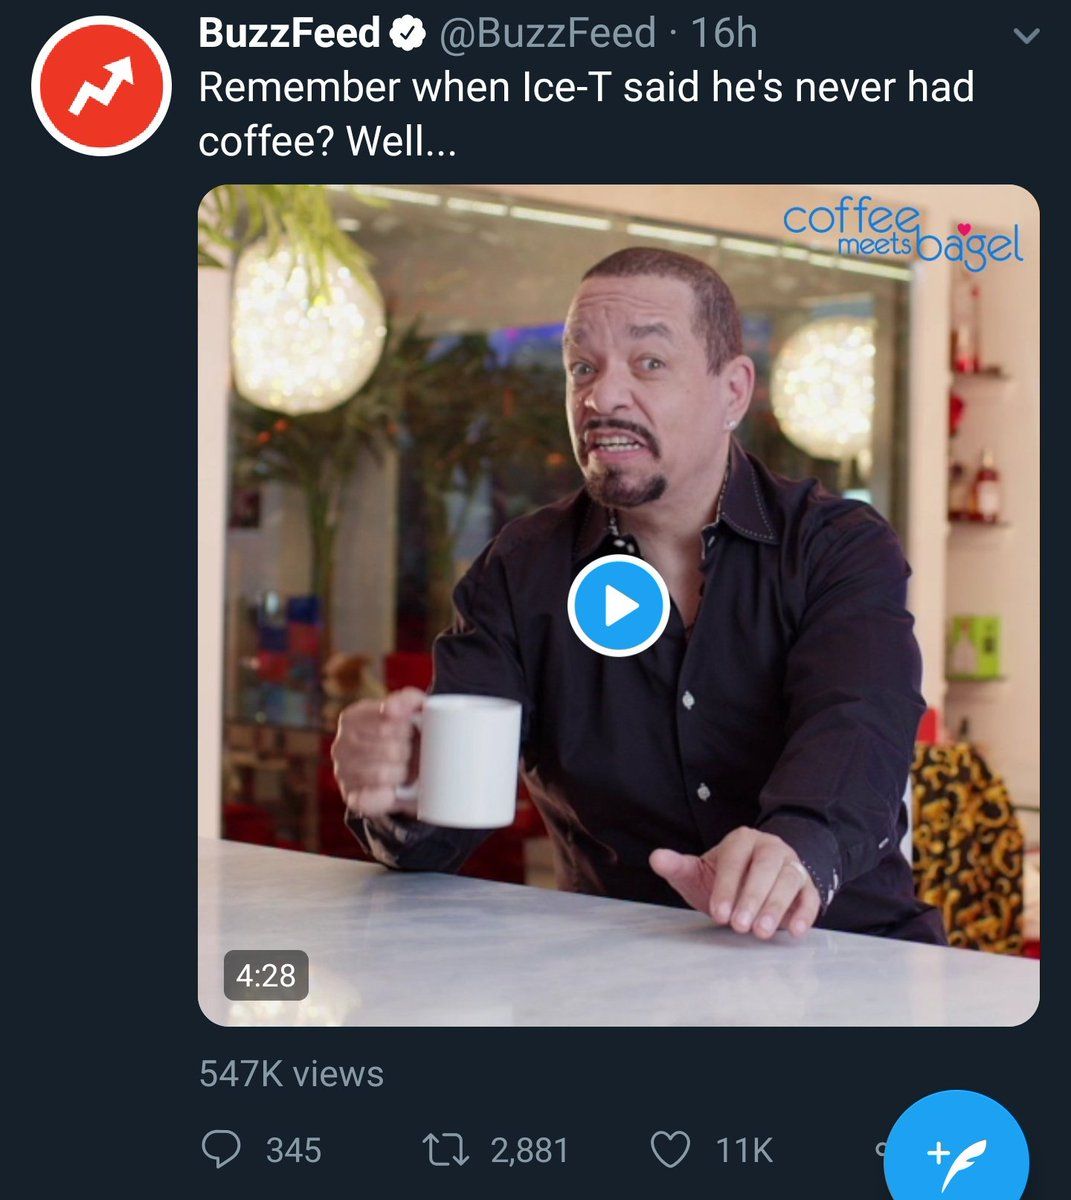 BuzzFeed @BuzzFeed · 16h
Remember when Ice-T said he's never had
coffee? Well...
coffee
meets bagel
4:28
547K views
345 2,881 11K